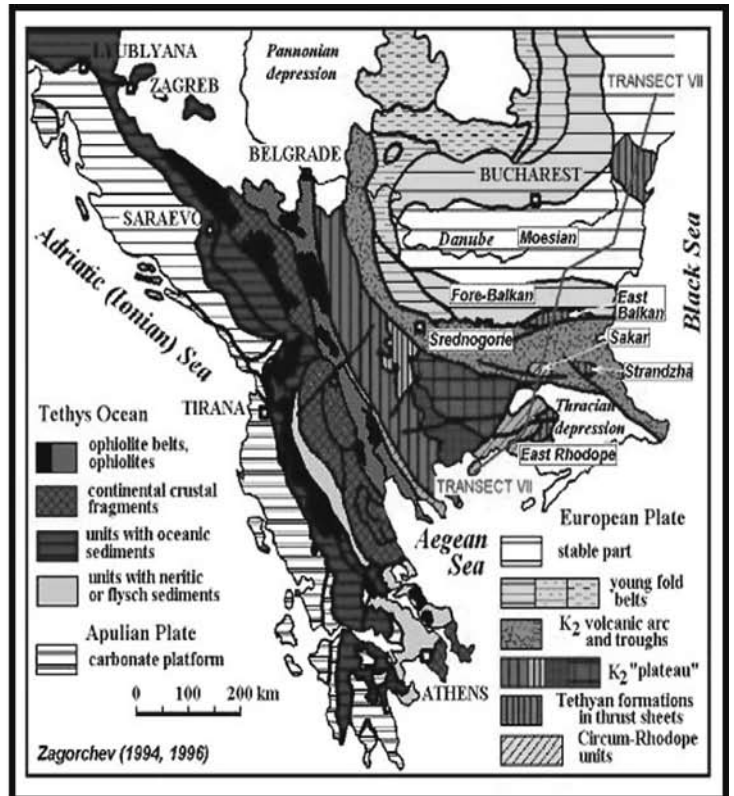 LYUBLYANA
ZAGREB
Pannonian
depression
TRANSECT VII
BELGRADE
BUCHAREST
SARAEVO
Danube
Moesian
Adriatic (Ionian) Sea
Black Sea
Fore-Balkan
East
Balkan
Srednogorie
Sakar
Strandzha
TIRANA
Thracian
depression
East Rhodope
TRANSECT VII
Aegean
Sea
ATHENS
Tethys Ocean
ophiolite belts,
ophiolites
continental crustal
fragments
units with oceanic
sediments
units with neritic
or flysch sediments
Apulian Plate
carbonate platform
0 100 200 km
Zagorchev (1994, 1996)
European Plate
stable part
young fold
belts
K2 volcanic arc
and troughs
K2 "plateau"
Tethyan formations
in thrust sheets
Circum-Rhodope
units